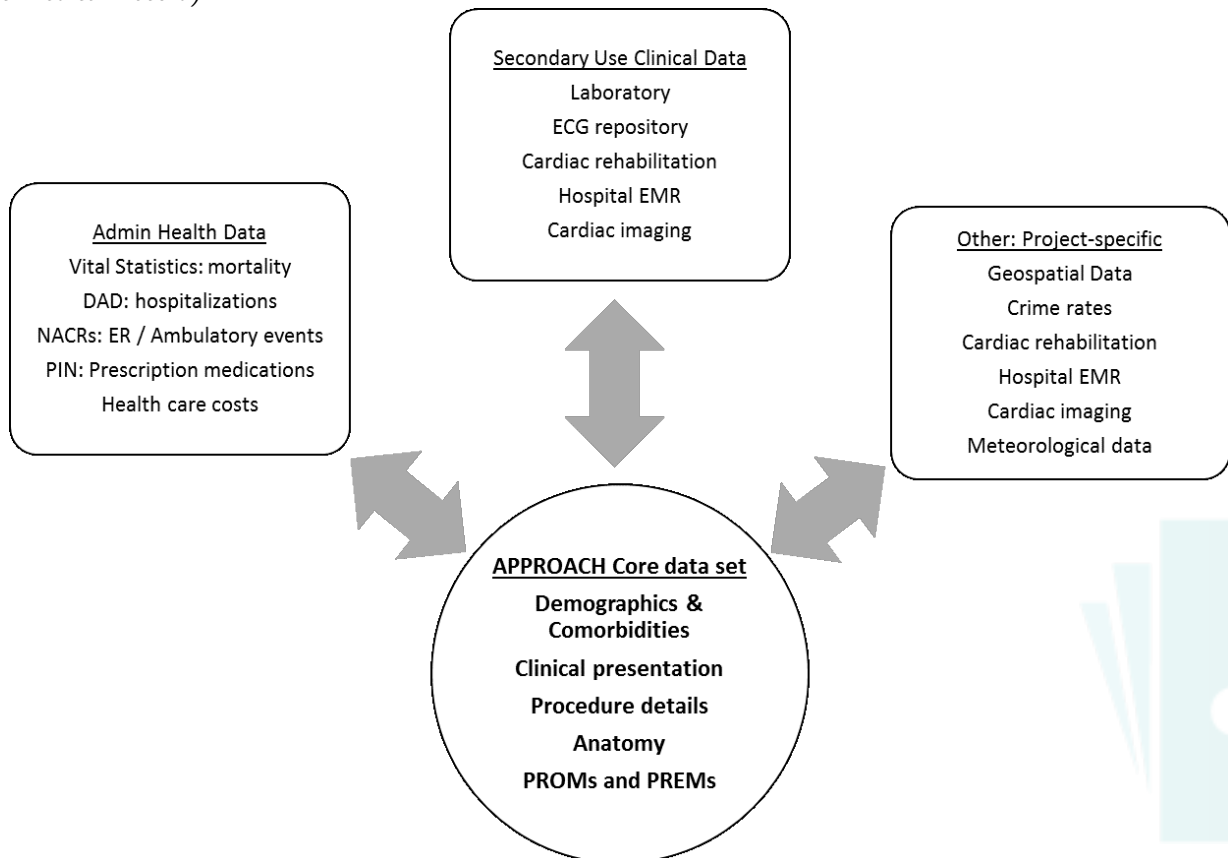 Secondary Use Clinical Data
Laboratory
ECG repository
Cardiac rehabilitation
Hospital EMR
Cardiac imaging
Admin Health Data
Vital Statistics: mortality
DAD: hospitalizations
NACRs: ER / Ambulatory events
PIN: Prescription medications
Health care costs
Other: Project-specific
Geospatial Data
Crime rates
Cardiac rehabilitation
Hospital EMR
Cardiac imaging
Meteorological data
APPROACH Core data set
Demographics &
Comorbidities
Clinical presentation
Procedure details
Anatomy
PROMs and PREMs